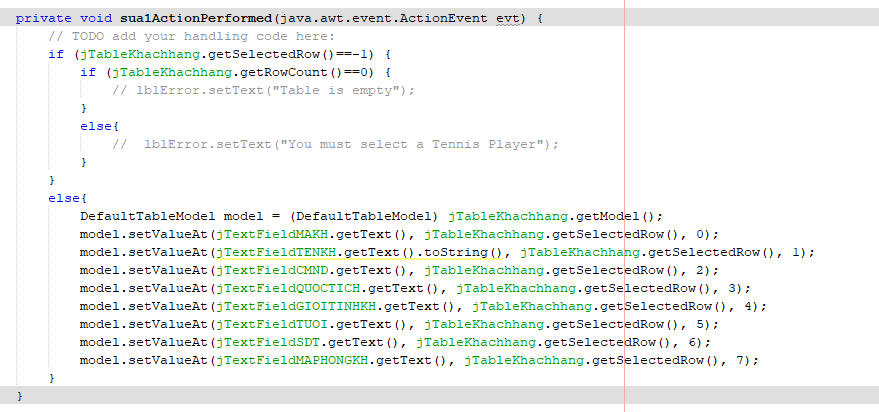 private void sua1ActionPerformed(java.awt.event.ActionEvent evt) {
// TODO add your handling code here:
if (jTableKhachhang.getSelectedRow()==-1) {
if (jTableKhachhang.getRowCount()==0) {
// lblError.setText("Table is empty");
}
else{
//  lblError.setText("You must select a Tennis Player");
}
}
else{
DefaultTableModel model = (DefaultTableModel) jTableKhachhang.getModel();
model.setValueAt(jTextFieldMAKH.getText(), jTableKhachhang.getSelectedRow(), 0);
model.setValueAt(jTextFieldTENKH.getText().toString(), jTableKhachhang.getSelectedRow(), 1);
model.setValueAt(jTextFieldCMND.getText(), jTableKhachhang.getSelectedRow(), 2);
model.setValueAt(jTextFieldQUOCTICH.getText(), jTableKhachhang.getSelectedRow(), 3);
model.setValueAt(jTextFieldGIOITINHKH.getText(), jTableKhachhang.getSelectedRow(), 4);
model.setValueAt(jTextFieldTUOI.getText(), jTableKhachhang.getSelectedRow(), 5);
model.setValueAt(jTextFieldSDT.getText(), jTableKhachhang.getSelectedRow(), 6);
model.setValueAt(jTextFieldMAPHONGKH.getText(), jTableKhachhang.getSelectedRow(), 7);
}
}